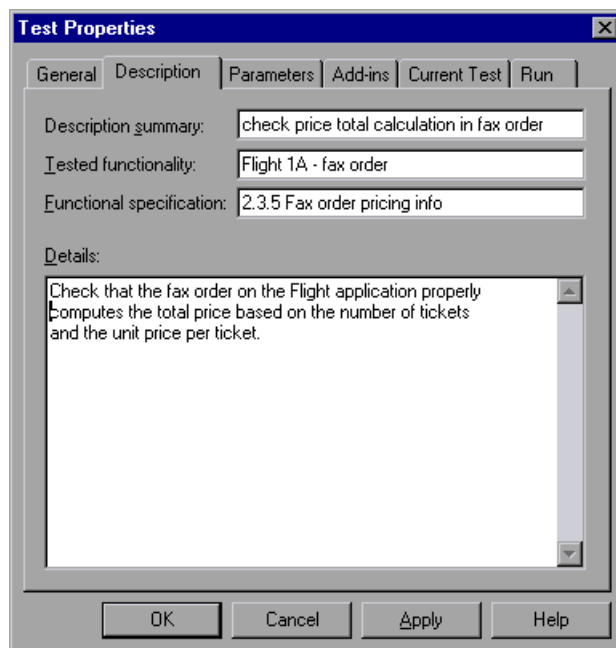 Test Properties
General Description Parameters Add-ins Current Test Run
Description summary: check price total calculation in fax order
Tested functionality: Flight 1A - fax order
Functional specification: 2.3.5 Fax order pricing info
Details:
Check that the fax order on the Flight application properly
computes the total price based on the number of tickets
and the unit price per ticket.
OK Cancel Apply Help